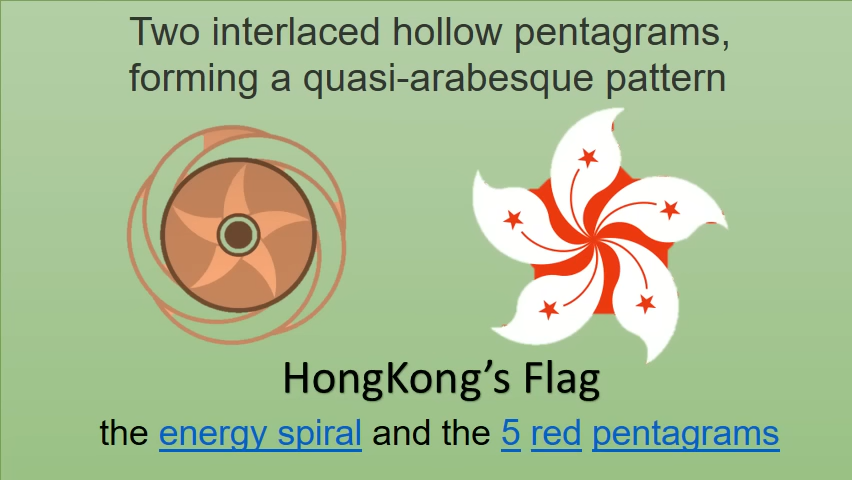 Two interlaced hollow pentagrams,
forming a quasi-arabesque pattern
HongKong’s Flag
the energy spiral and the 5 red pentagrams